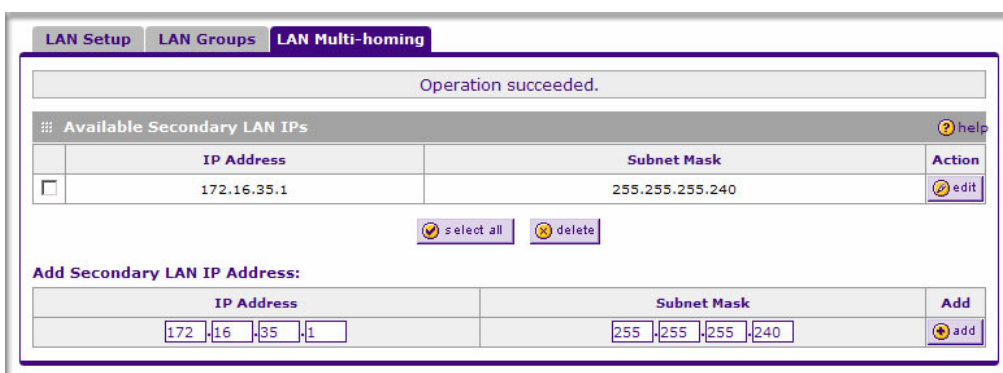 LAN Setup LAN Groups LAN Multi-homing
Operation succeeded.
Available Secondary LAN IPs help
IP Address Subnet Mask Action
172.16.35.1 255.255.255.240 edit
select all delete
Add Secondary LAN IP Address:
IP Address Subnet Mask Add
172 .16 .35 .1 255 .255 .255 .240 add